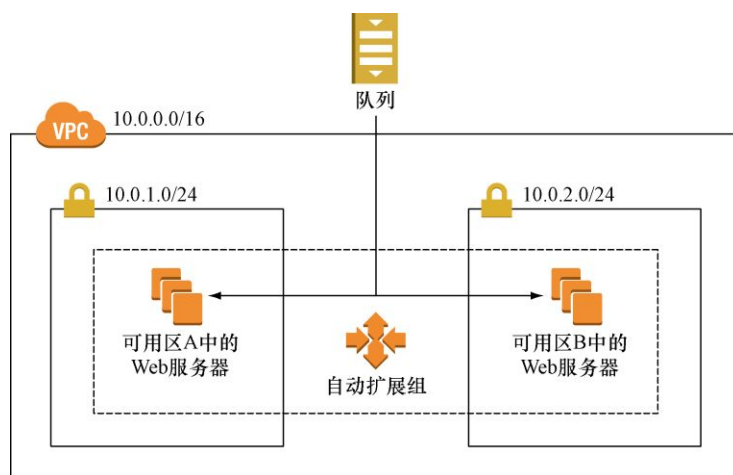 队列
VPC
10.0.0.0/16
10.0.1.0/24
10.0.2.0/24
可用区A中的
Web服务器
自动扩展组
可用区B中的
Web服务器